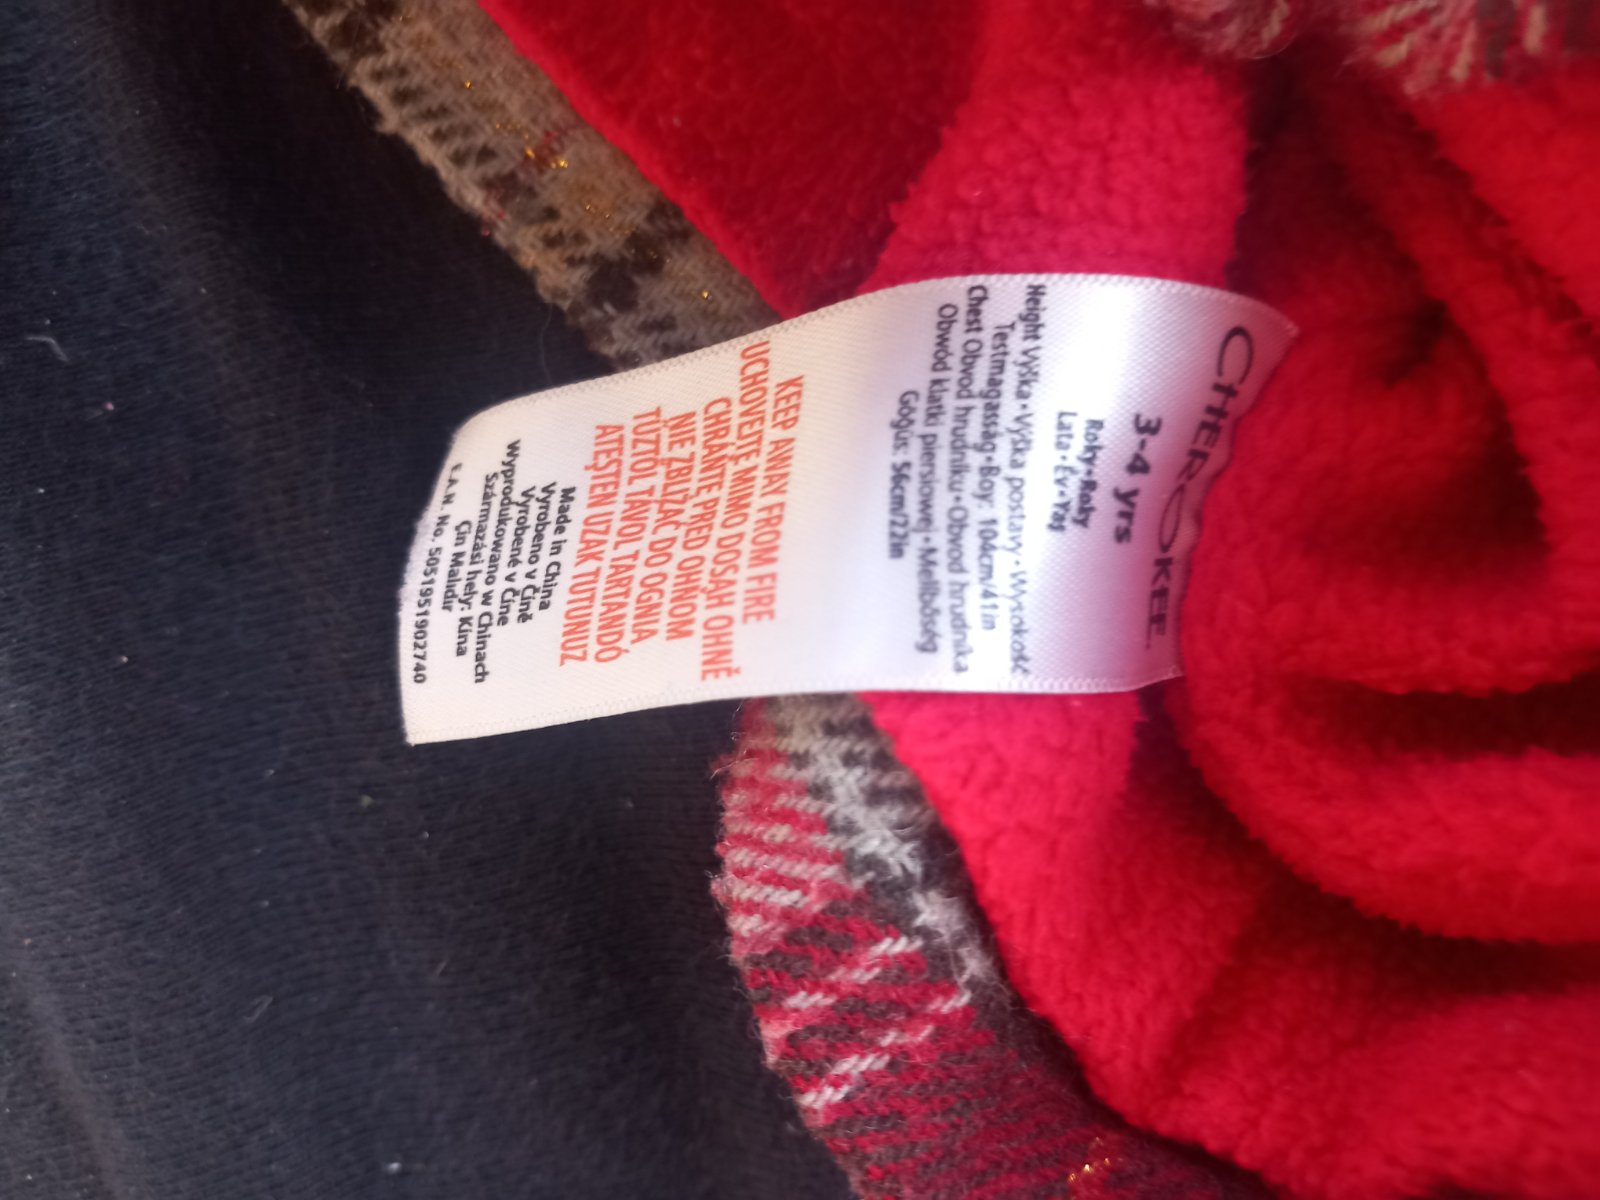 CHEROKEE
3-4 yrs
Roky•Roky
Lata•Év•Yaş
Height Výška•Výška postavy•Wysokość
Testmagasság•Boy: 104cm/41in
Chest Obvod hrudníku•Obvod hrudníka
Obwód klatki piersiowej•Mellbőség
Göğüs: 56cm/22in
KEEP AWAY FROM FIRE
UCHOVEJTE MIMO DOSAH OHNĚ
CHRÁŇTE PRED OHŇOM
NIE ZBLIŻAĆ DO OGNIA
TŰZTŐL TÁVOL TARTANDÓ
ATEŞTEN UZAK TUTUNUZ
Made in China
Vyrobeno v Číně
Vyrobené v Číne
Wyprodukowano w Chinach
Származási hely: Kína
Çin Malıdır
E.A.N. No. 5051951902740